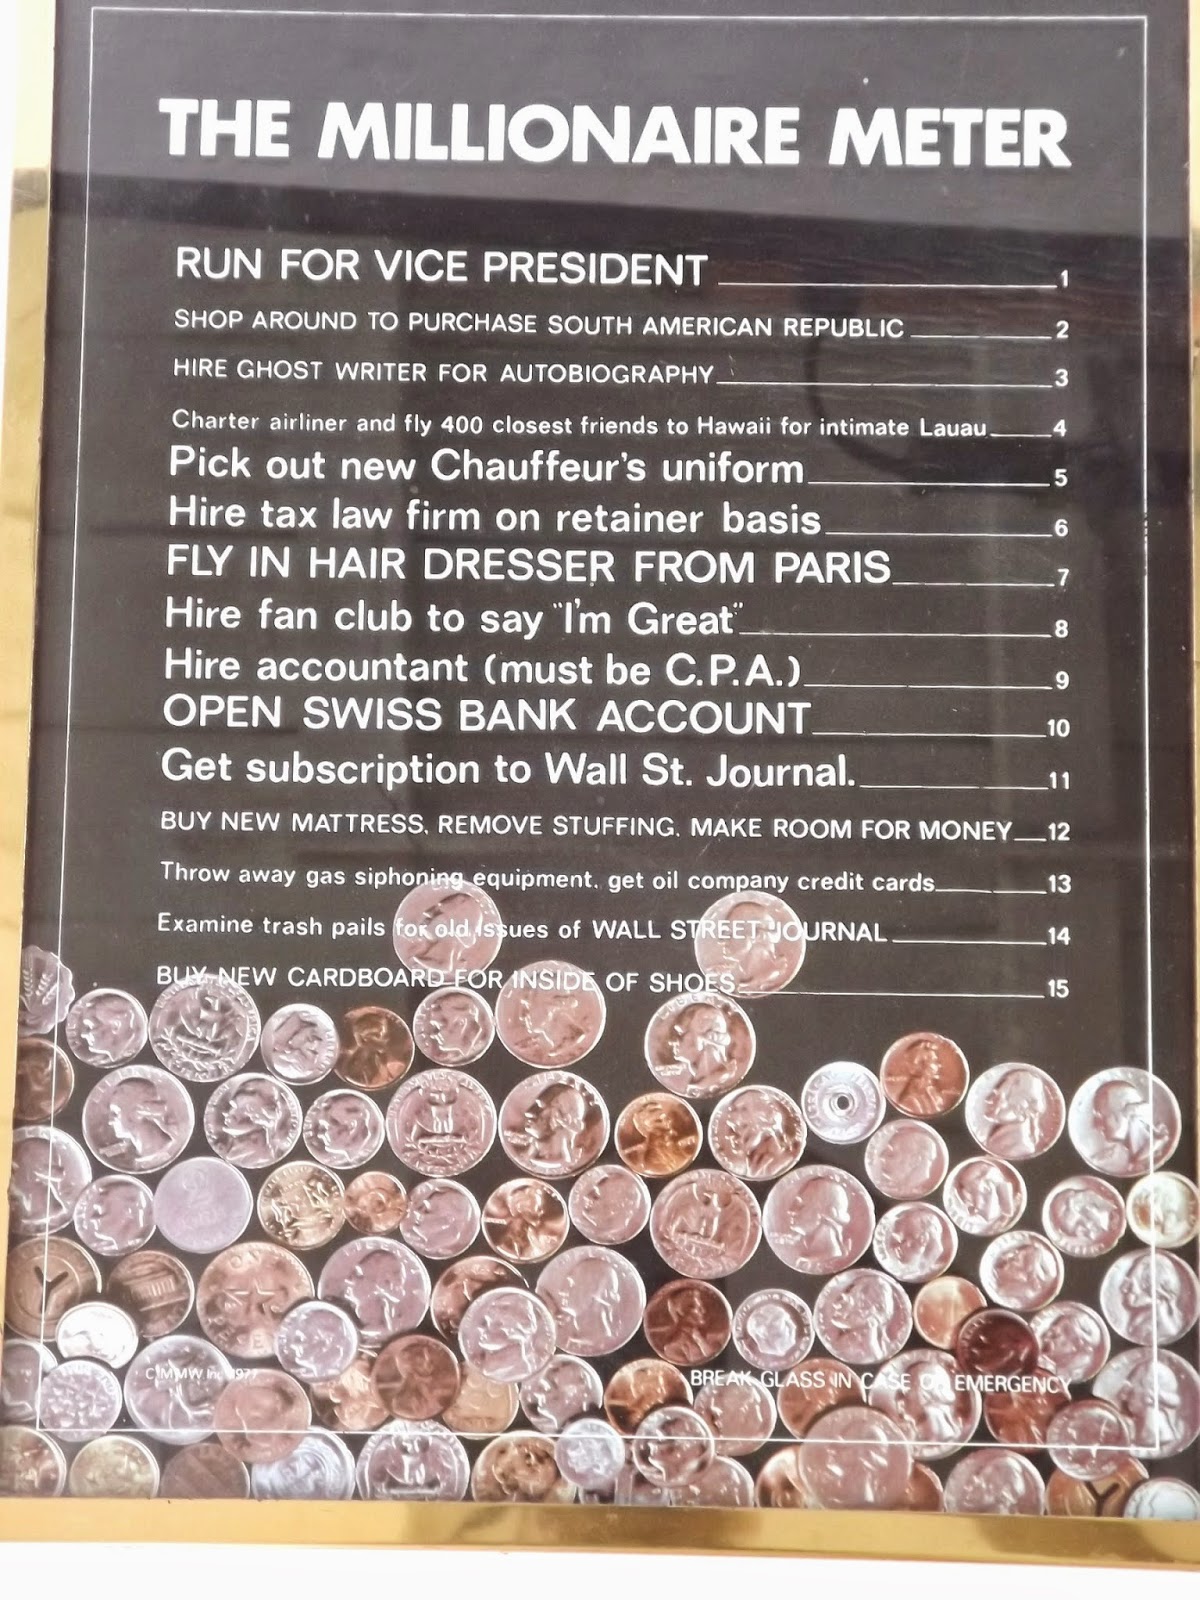 THE MILLIONAIRE METER
RUN FOR VICE PRESIDENT 1
SHOP AROUND TO PURCHASE SOUTH AMERICAN REPUBLIC 2
HIRE GHOST WRITER FOR AUTOBIOGRAPHY 3
Charter airliner and fly 400 closest friends to Hawaii for intimate Lauau 4
Pick out new Chauffeur's uniform 5
Hire tax law firm on retainer basis 6
FLY IN HAIR DRESSER FROM PARIS 7
Hire fan club to say "I'm Great" 8
Hire accountant (must be C.P.A.) 9
OPEN SWISS BANK ACCOUNT 10
Get subscription to Wall St. Journal. 11
BUY NEW MATTRESS, REMOVE STUFFING. MAKE ROOM FOR MONEY 12
Throw away gas siphoning equipment. get oil company credit cards 13
Examine trash pails for old issues of WALL STREET JOURNAL 14
BUY NEW CARDBOARD FOR INSIDE OF SHOES 15
C MMW Inc 1977
BREAK GLASS IN CASE OF EMERGENCY